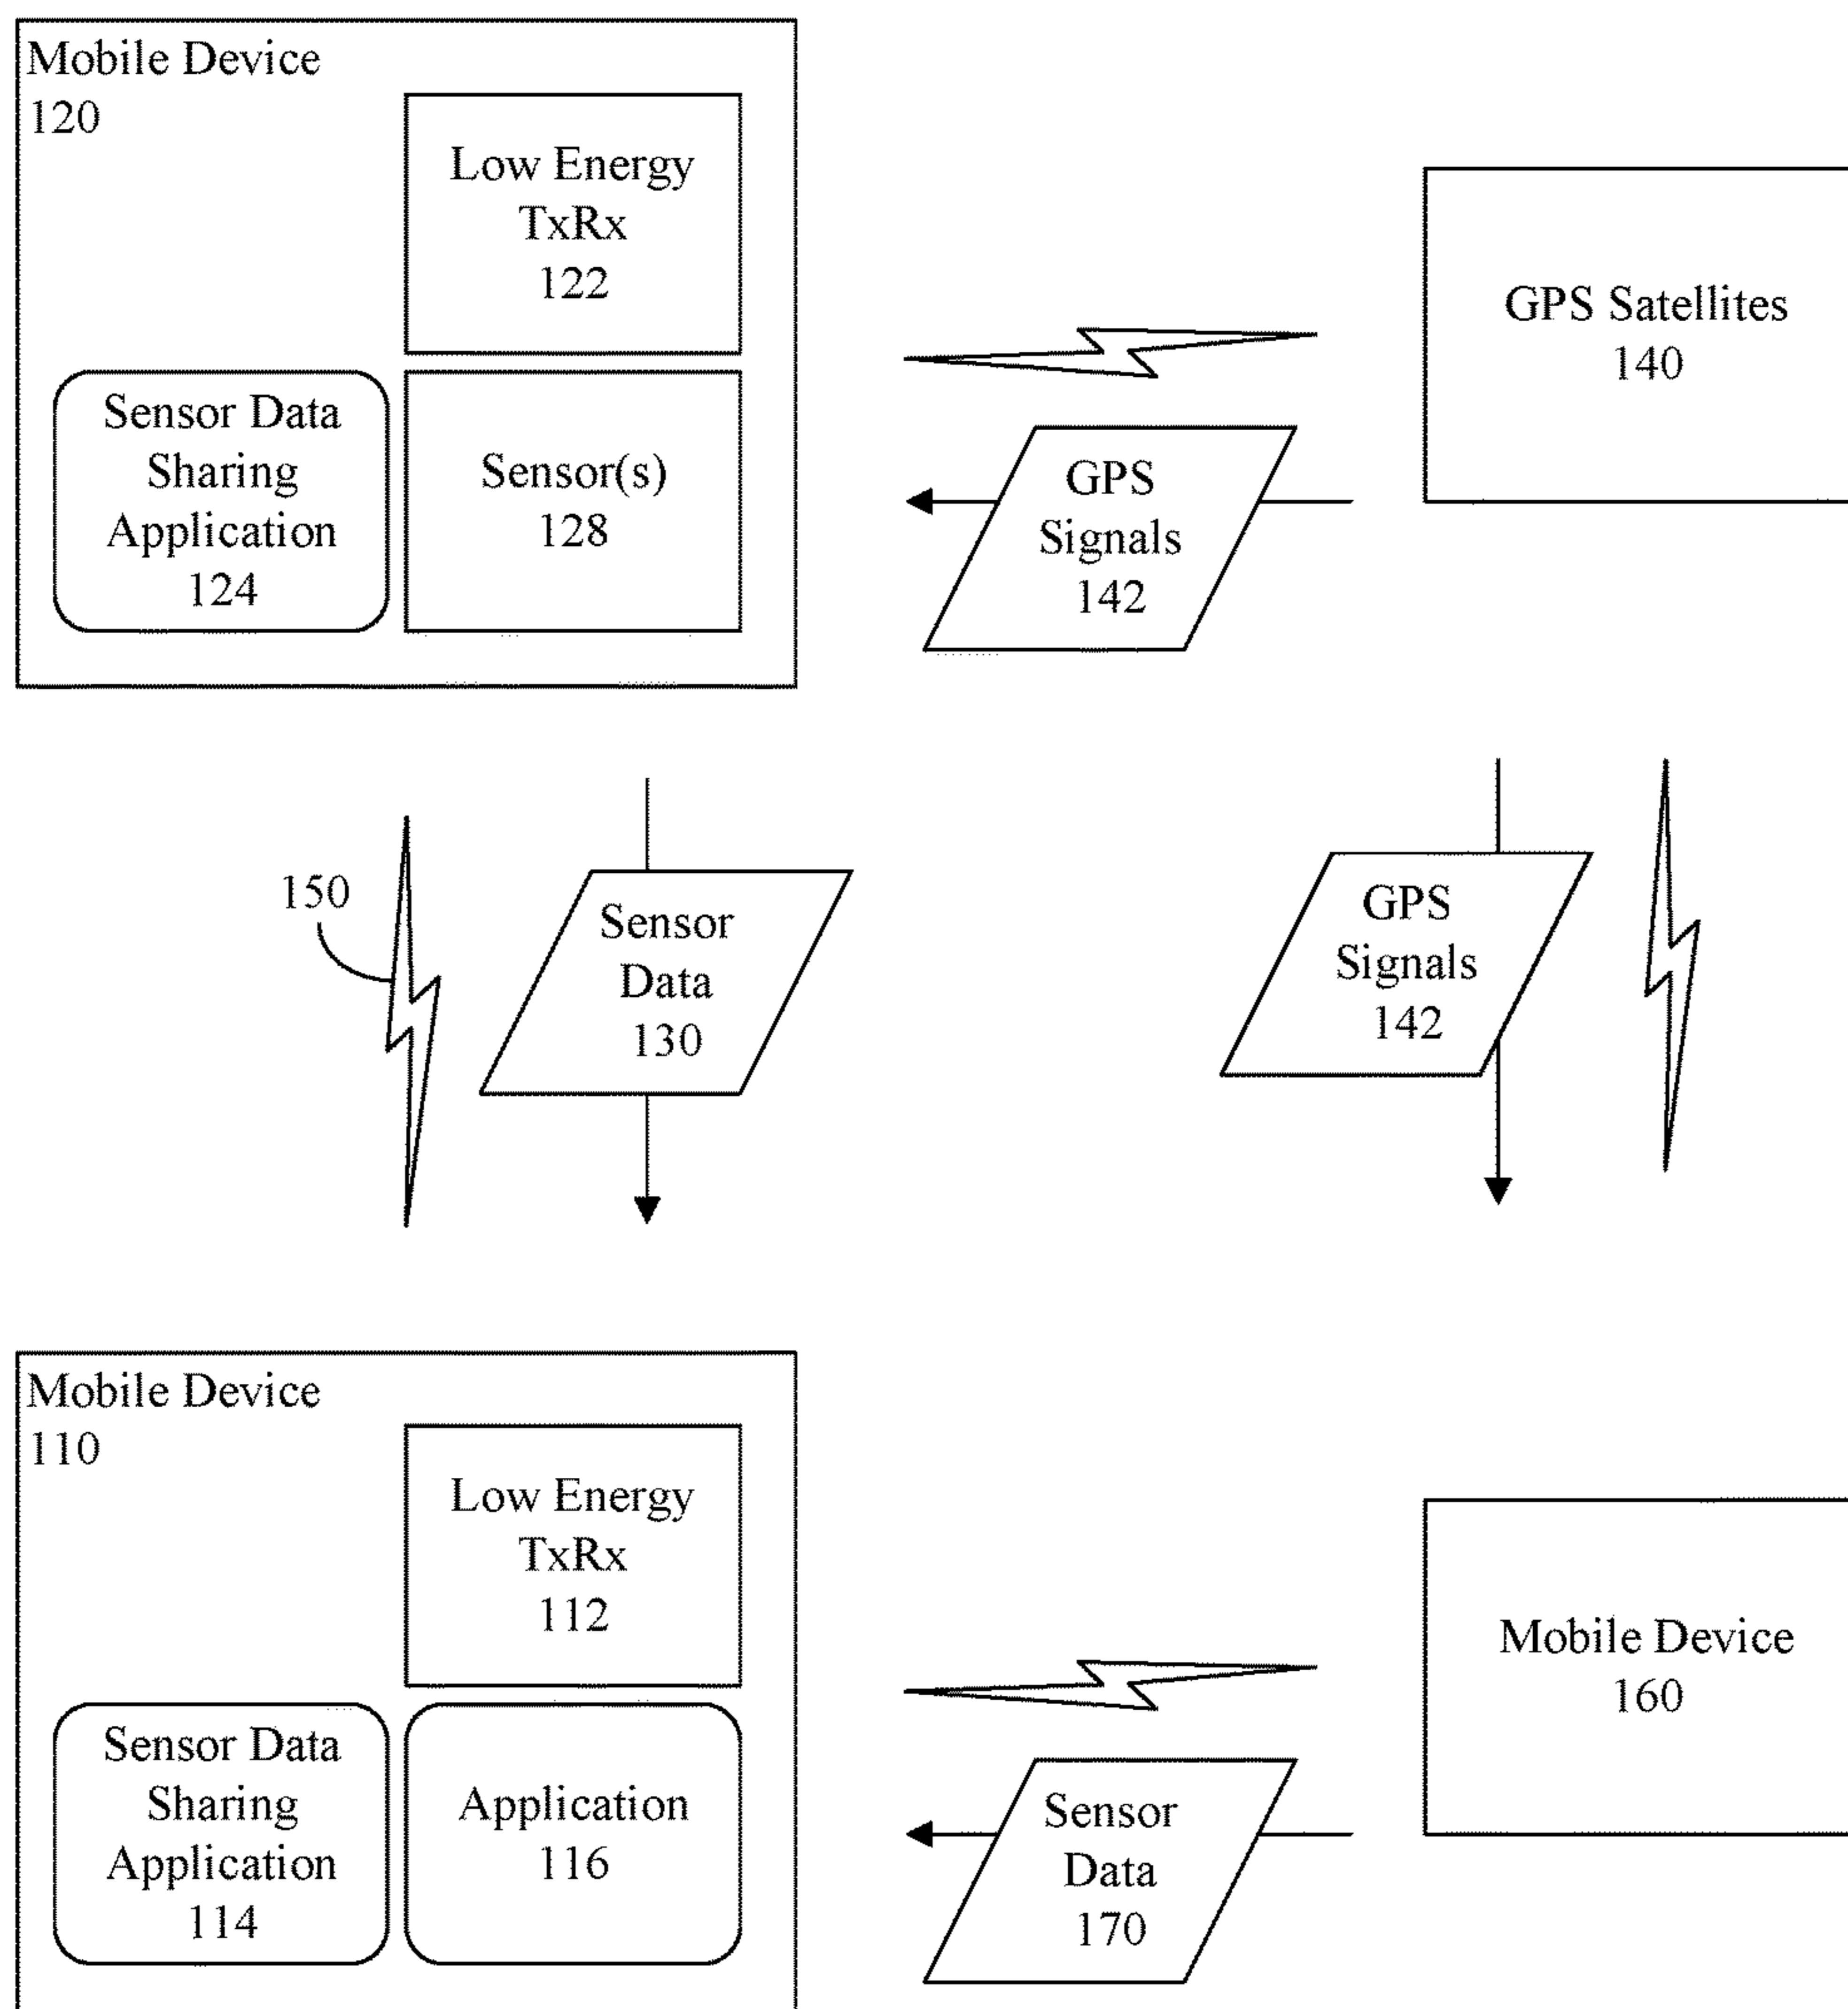 Mobile Device
120
Low Energy
TxRx
122
Sensor Data
Sharing
Application
124
Sensor(s)
128
GPS Satellites
140
GPS
Signals
142
150
Sensor
Data
130
GPS
Signals
142
Mobile Device
110
Low Energy
TxRx
112
Sensor Data
Sharing
Application
114
Application
116
Mobile Device
160
Sensor
Data
170